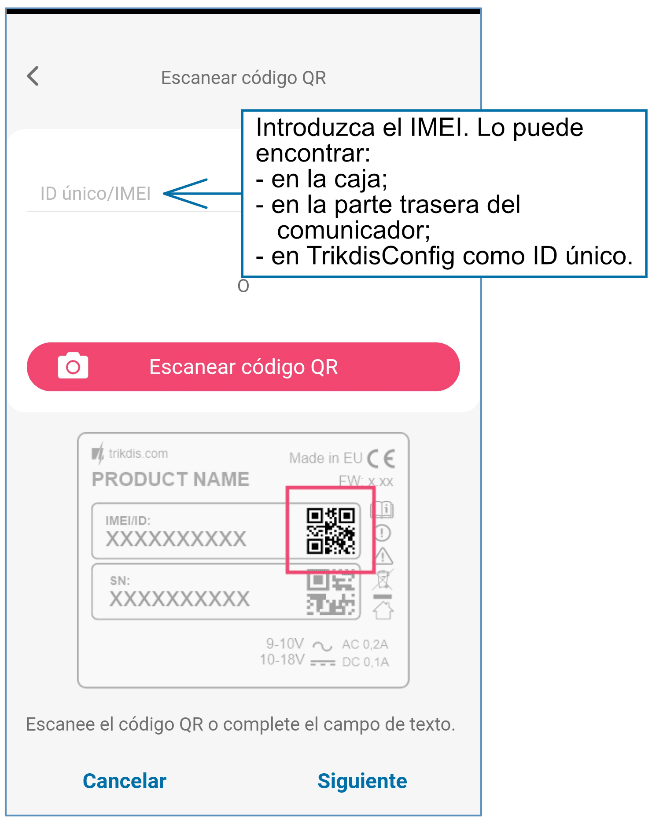 Escanear código QR
Introduzca el IMEI. Lo puede
encontrar:
- en la caja;
- en la parte trasera del
comunicador;
- en TrikdisConfig como ID único.
ID único/IMEI
O
Escanear código QR
trikdis.com
Made in EU CE
PRODUCT NAME
FW: x.xx
IMEI/ID:
XXXXXXXXXX
SN:
XXXXXXXXXX
9-10V AC 0,2A
10-18V DC 0,1A
Escanee el código QR o complete el campo de texto.
Cancelar
Siguiente